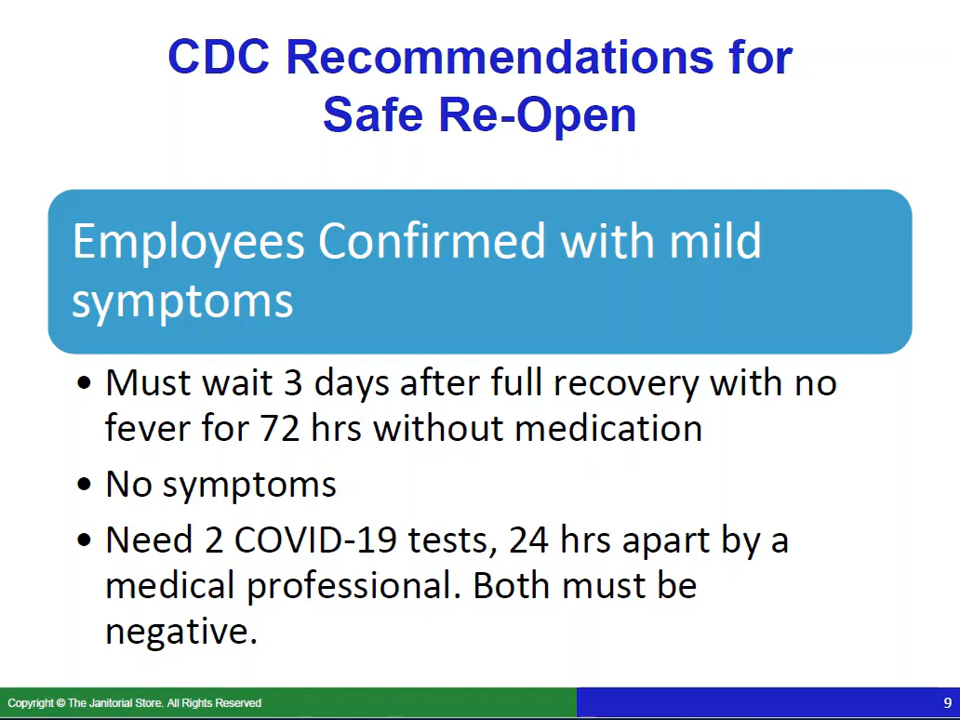 CDC Recommendations for
Safe Re-Open
Employees Confirmed with mild
symptoms
• Must wait 3 days after full recovery with no
fever for 72 hrs without medication
• No symptoms
• Need 2 COVID-19 tests, 24 hrs apart by a
medical professional. Both must be
negative.
Copyright © The Janitorial Store. All Rights Reserved
9